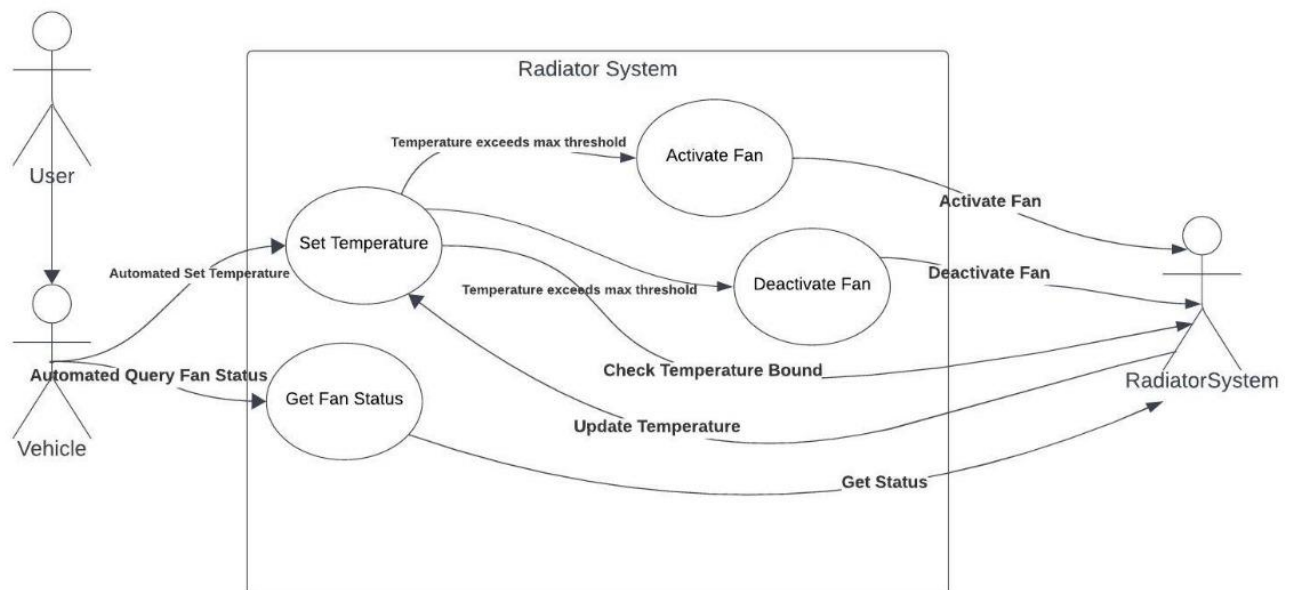 Radiator System
Temperature exceeds max threshold
Activate Fan
User
Activate Fan
Set Temperature
Automated Set Temperature
Deactivate Fan
Deactivate Fan
Temperature exceeds max threshold
Check Temperature Bound
RadiatorSystem
Automated Query Fan Status
Get Fan Status
Update Temperature
Vehicle
Get Status